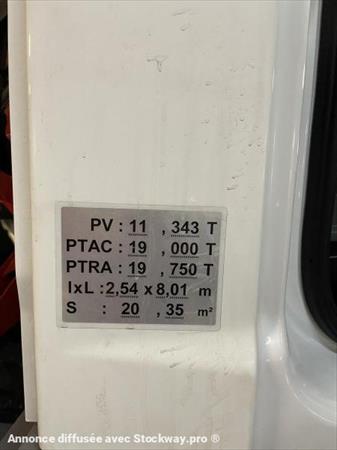 PV : 11 , 343 T
PTAC : 19 , 000 T
PTRA : 19 , 750 T
lxL : 2,54 x 8,01 m
S : 20 , 35 m²
Annonce diffusée avec Stockway.pro ®